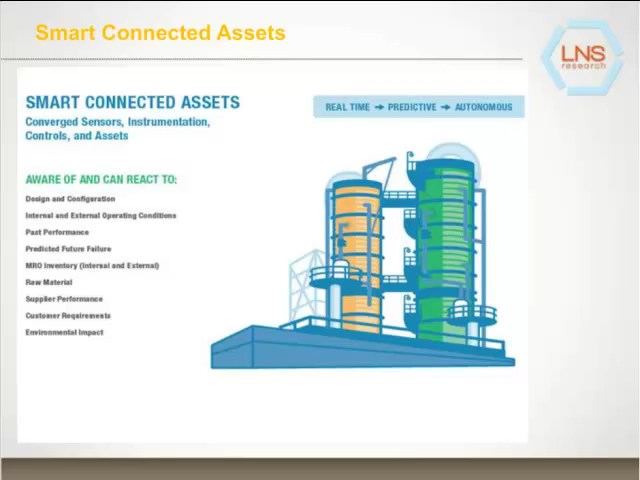 Smart Connected Assets
LNS
research
SMART CONNECTED ASSETS
Converged Sensors, Instrumentation,
Controls, and Assets
REAL TIME → PREDICTIVE → AUTONOMOUS
AWARE OF AND CAN REACT TO:
Design and Configuration
Internal and External Operating Conditions
Past Performance
Predicted Future Failure
MRO Inventory (Internal and External)
Raw Material
Supplier Performance
Customer Requirements
Environmental Impact